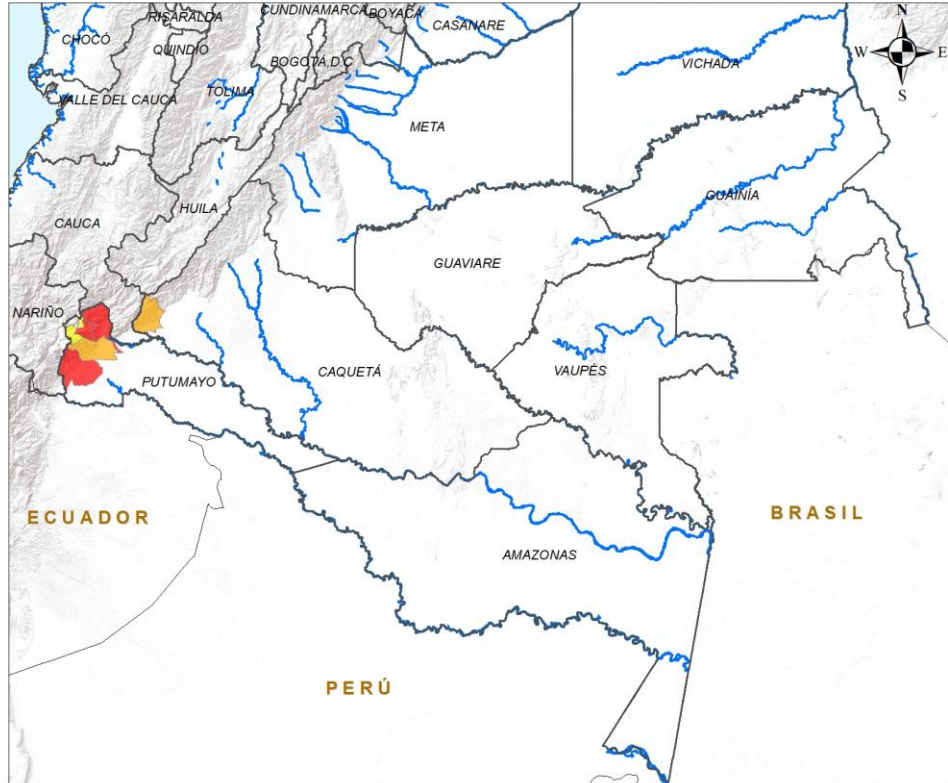 CUNDINAMARCA
BOYACÁ
RISARALDA
CASANARE
N
CHOCÓ
QUINDÍO
BOGOTÁ D.C
W
E
VICHADA
S
VALLE DEL CAUCA
TOLIMA
META
HUILA
GUAINÍA
CAUCA
GUAVIARE
NARIÑO
PUTUMAYO
CAQUETÁ
VAUPÉS
ECUADOR
BRASIL
AMAZONAS
PERÚ